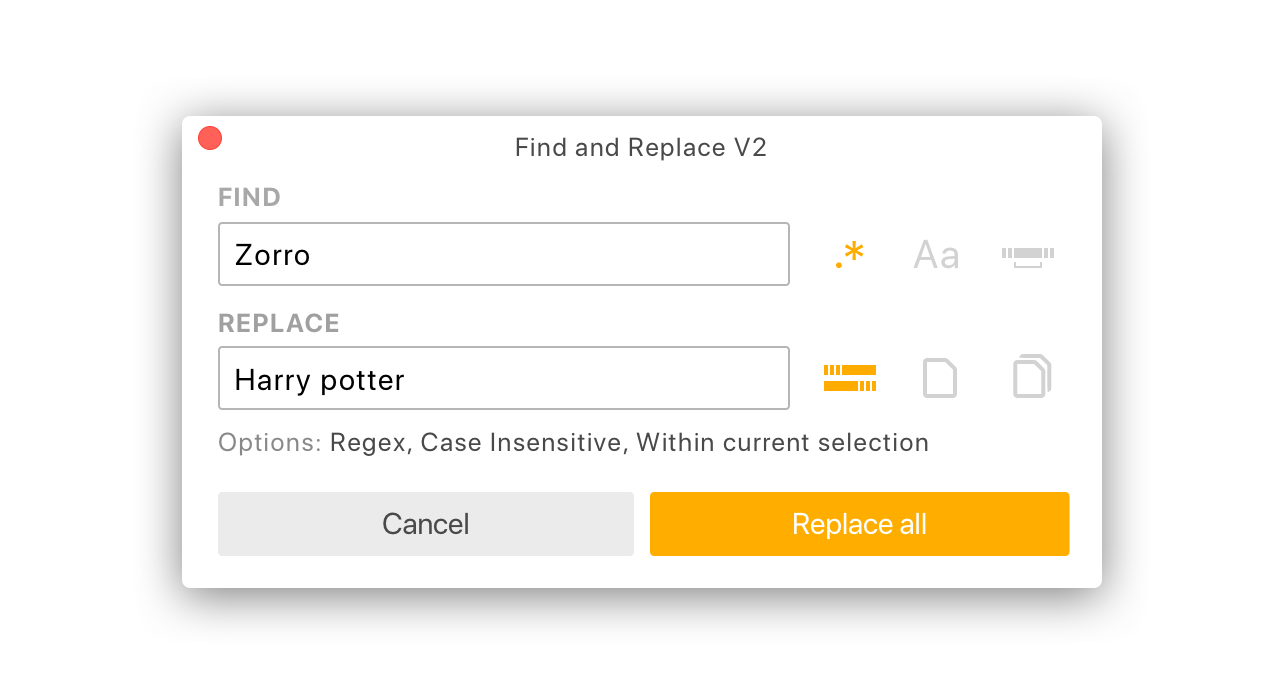 Find and Replace V2
FIND
Zorro
.* Aa
REPLACE
Harry potter
Options: Regex, Case Insensitive, Within current selection
Cancel
Replace all